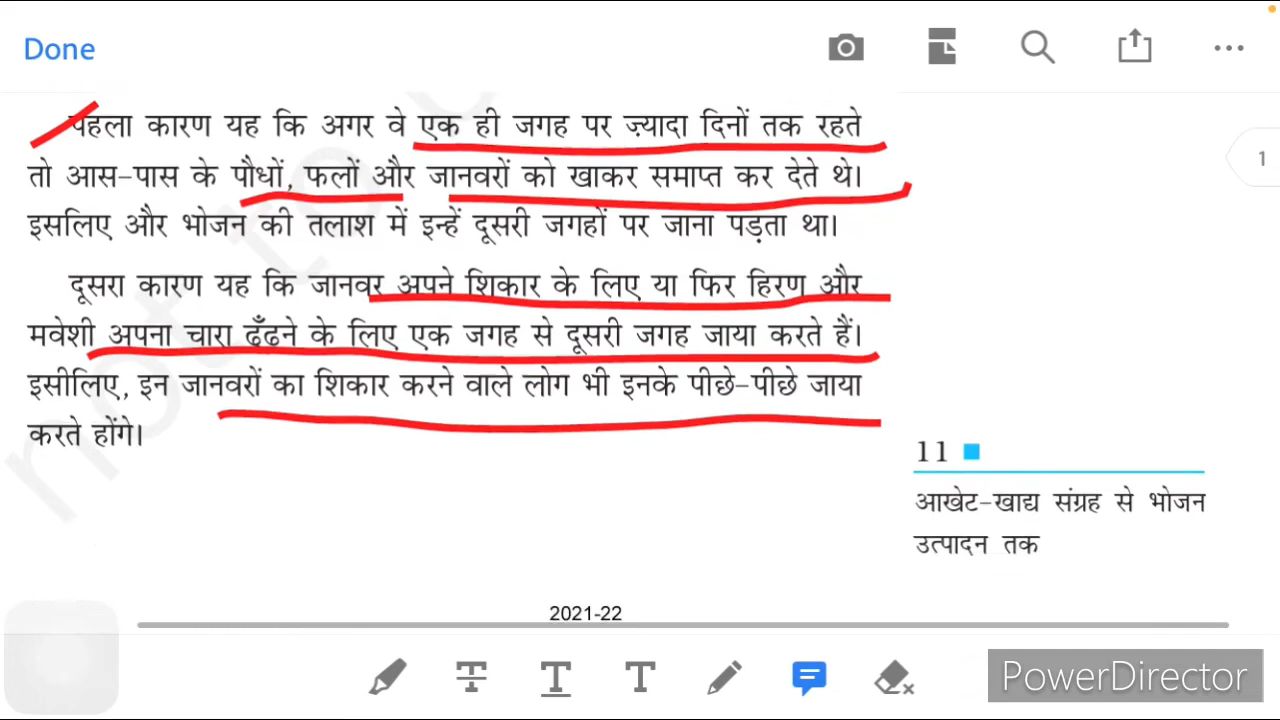 Done
पहला कारण यह कि अगर वे एक ही जगह पर ज़्यादा दिनों तक रहते
तो आस-पास के पौधों, फलों और जानवरों को खाकर समाप्त कर देते थे।
इसलिए और भोजन की तलाश में इन्हें दूसरी जगहों पर जाना पड़ता था।
दूसरा कारण यह कि जानवर अपने शिकार के लिए या फिर हिरण और
मवेशी अपना चारा ढूँढने के लिए एक जगह से दूसरी जगह जाया करते हैं।
इसीलिए, इन जानवरों का शिकार करने वाले लोग भी इनके पीछे-पीछे जाया
करते होंगे।
1
11
आखेट-खाद्य संग्रह से भोजन
उत्पादन तक
not to
2021-22
T T T
PowerDirector